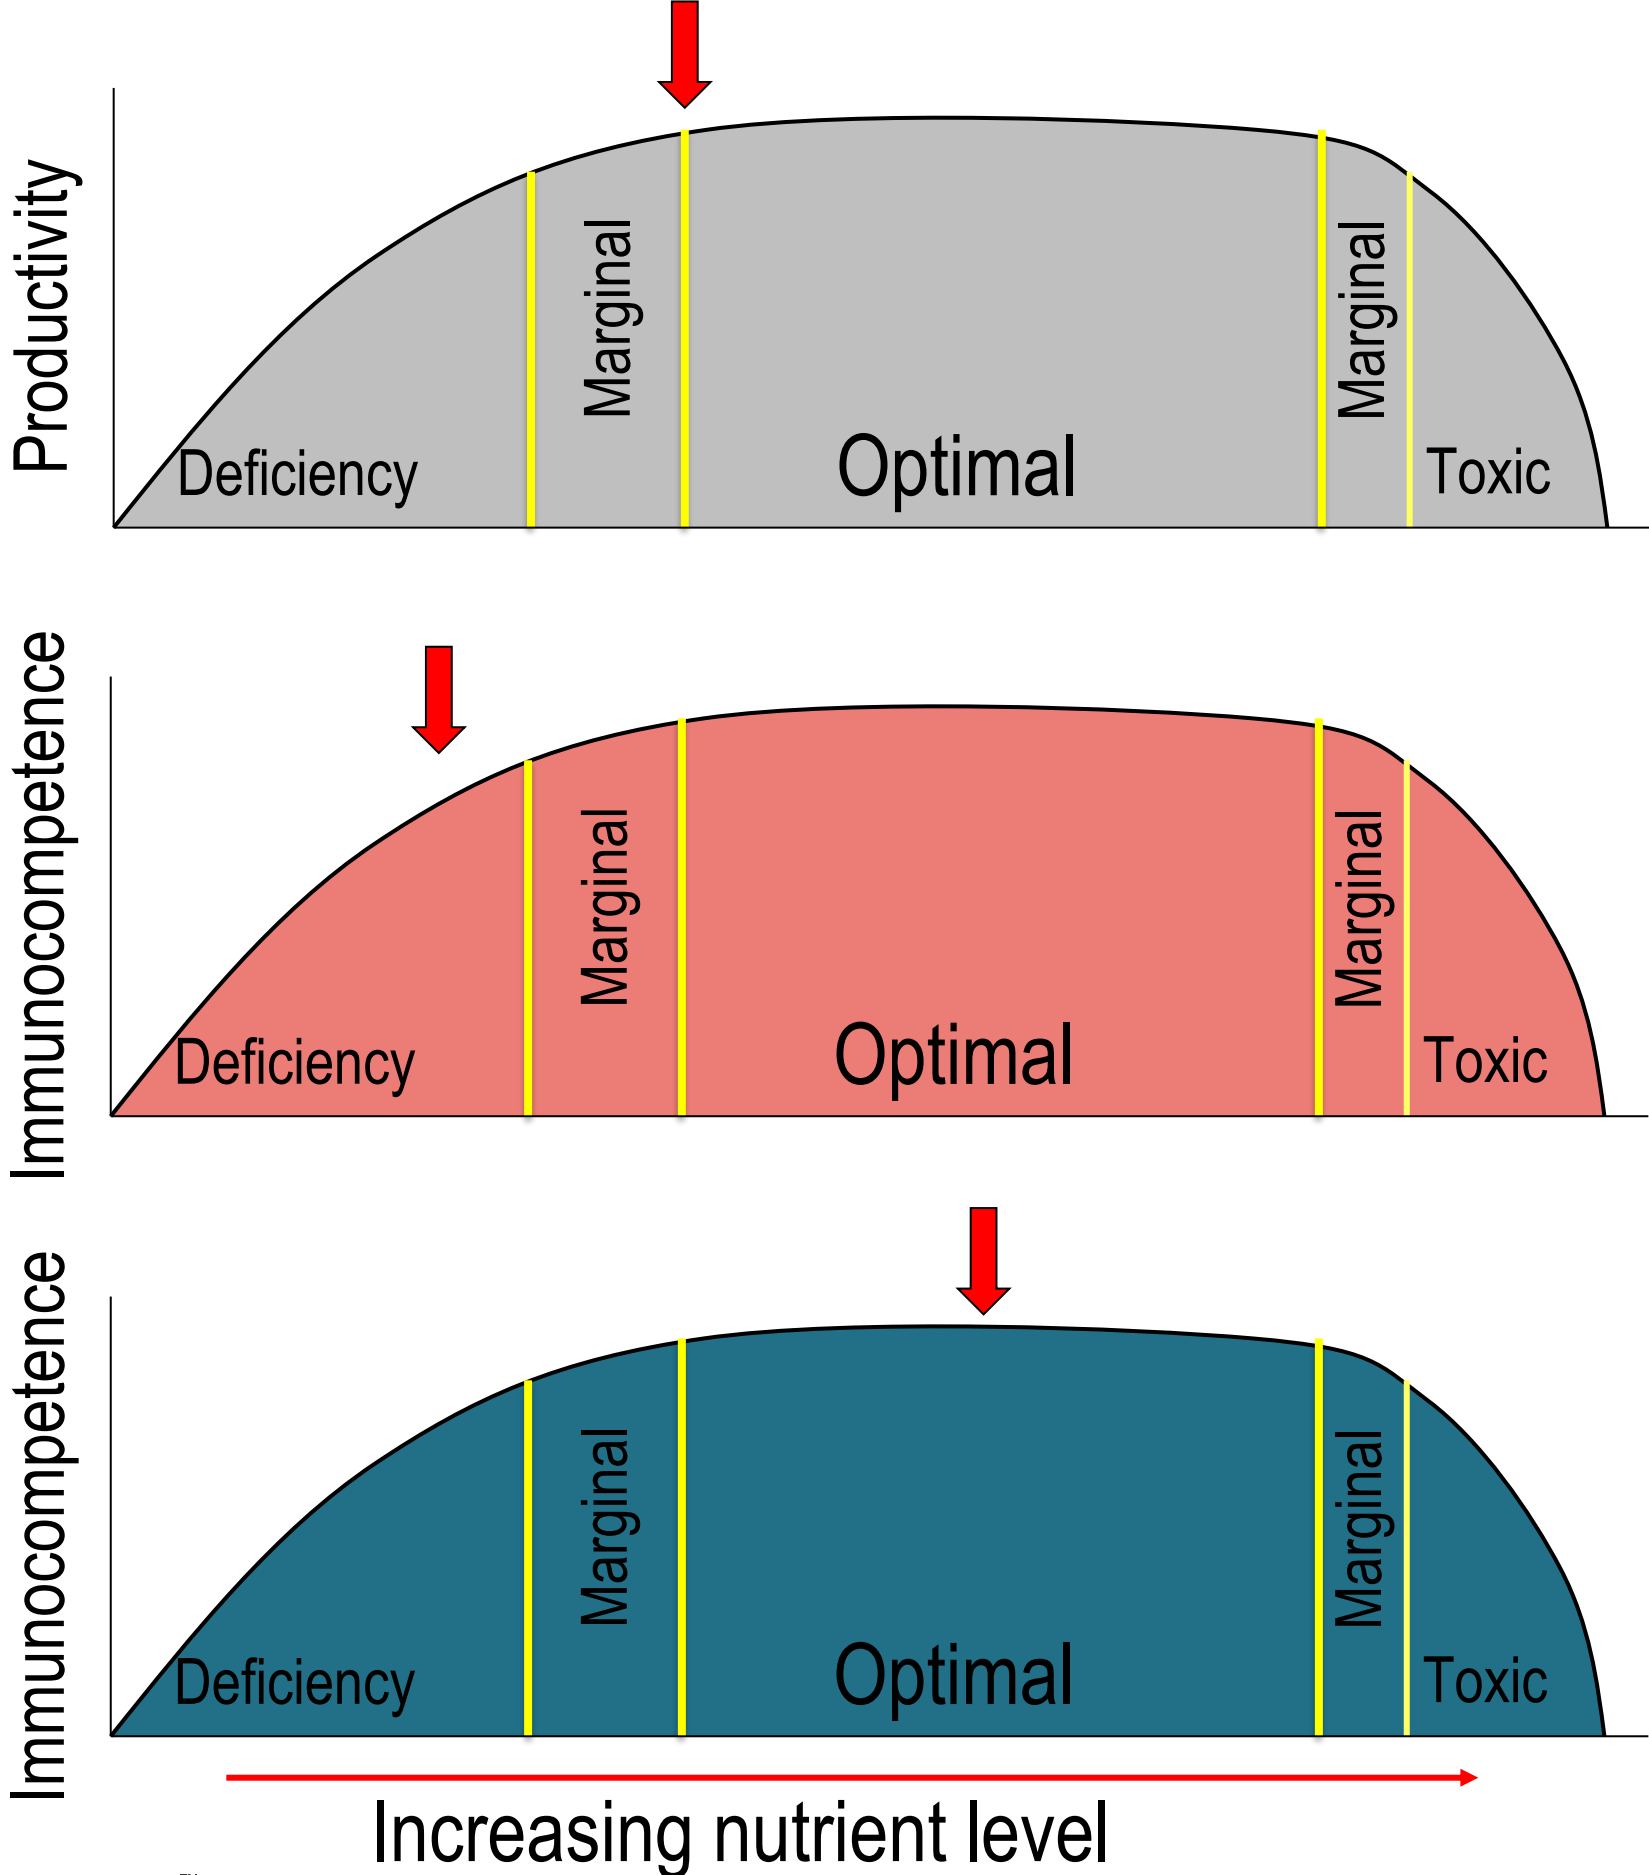 Productivity
Marginal
Marginal
Deficiency
Optimal
Toxic
Immunocompetence
Marginal
Marginal
Deficiency
Optimal
Toxic
Immunocompetence
Marginal
Marginal
Deficiency
Optimal
Toxic
Increasing nutrient level